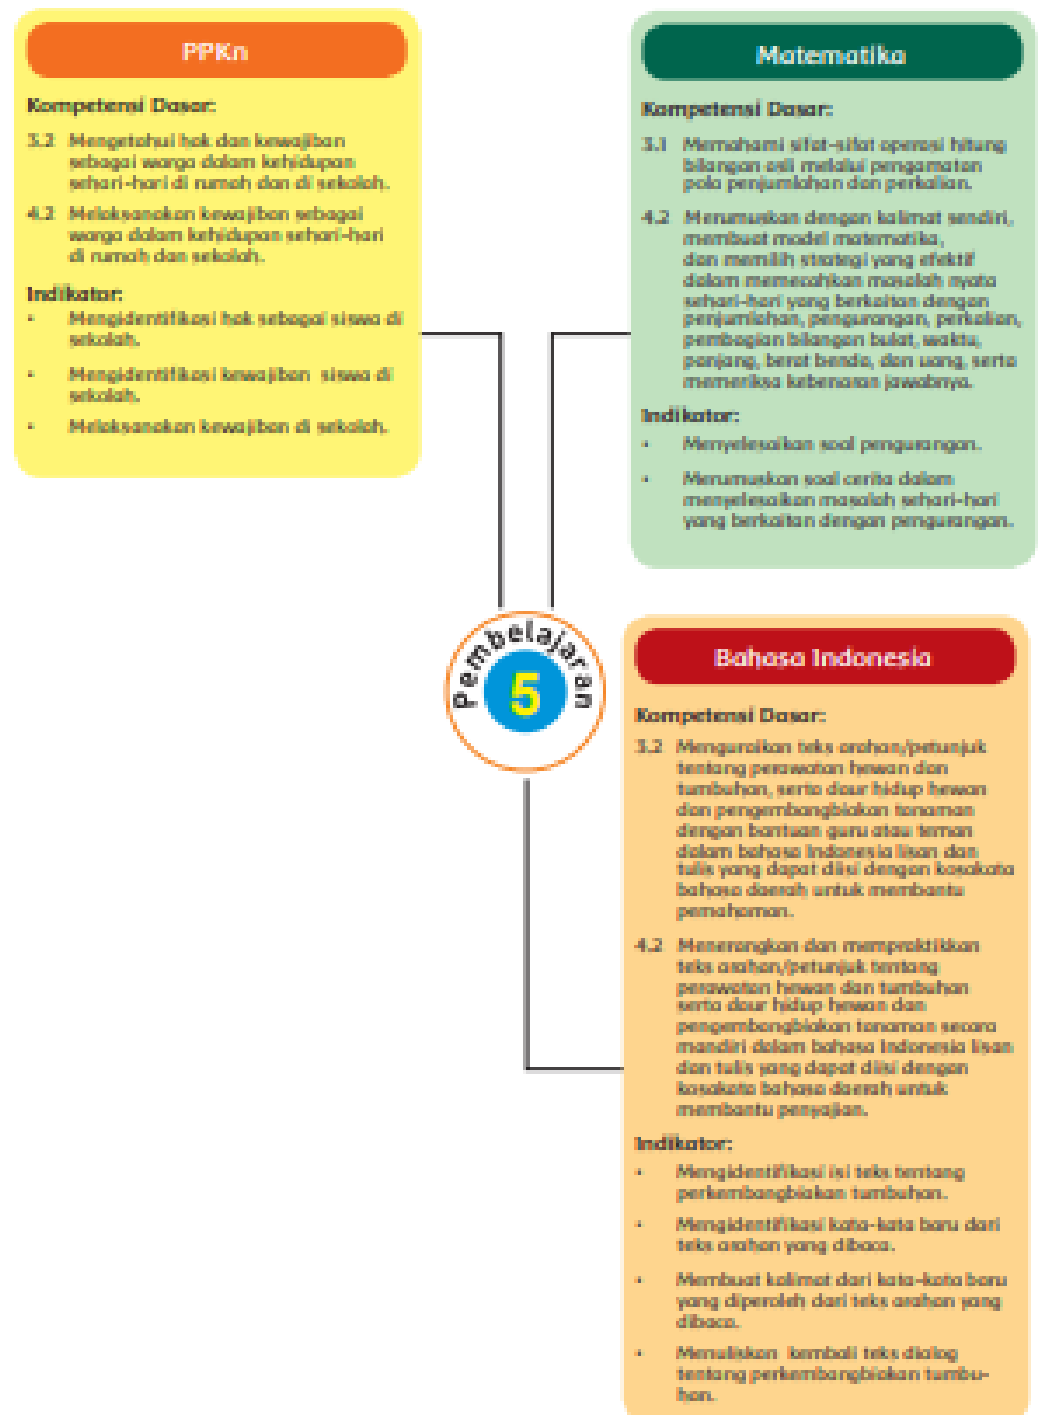 PPKn
Kompetensi Dasar:
3.2 Mengetahui hak dan kewajiban
sebagai warga dalam kehidupan
sehari-hari di rumah dan di sekolah.
4.2 Melaksanakan kewajiban sebagai
warga dalam kehidupan sehari-hari
di rumah dan sekolah.
Indikator:
• Mengidentifikasi hak sebagai siswa di
sekolah.
• Mengidentifikasi kewajiban siswa di
sekolah.
• Melaksanakan kewajiban di sekolah.
Matematika
Kompetensi Dasar:
3.1 Memahami sifat-sifat operasi hitung
bilangan asli melalui pengamatan
pola penjumlahan dan perkalian.
4.2 Merumuskan dengan kalimat sendiri,
membuat model matematika,
dan memilih strategi yang efektif
dalam memecahkan masalah nyata
sehari-hari yang berkaitan dengan
penjumlahan, pengurangan, perkalian,
pembagian bilangan bulat, waktu,
panjang, berat benda, dan uang, serta
memeriksa kebenaran jawabnya.
Indikator:
• Menyelesaikan soal pengurangan.
• Merumuskan soal cerita dalam
menyelesaikan masalah sehari-hari
yang berkaitan dengan pengurangan.
Pembelajaran
5
Bahasa Indonesia
Kompetensi Dasar:
3.2 Menguraikan teks arahan/petunjuk
tentang perawatan hewan dan
tumbuhan, serta daur hidup hewan
dan pengembangbiakan tanaman
dengan bantuan guru atau teman
dalam bahasa Indonesia lisan dan
tulis yang dapat diisi dengan kosakata
bahasa daerah untuk membantu
pemahaman.
4.2 Menerangkan dan mempraktikkan
teks arahan/petunjuk tentang
perawatan hewan dan tumbuhan
serta daur hidup hewan dan
pengembangbiakan tanaman secara
mandiri dalam bahasa Indonesia lisan
dan tulis yang dapat diisi dengan
kosakata bahasa daerah untuk
membantu penyajian.
Indikator:
• Mengidentifikasi isi teks tentang
perkembangbiakan tumbuhan.
• Mengidentifikasi kata-kata baru dari
teks arahan yang dibaca.
• Membuat kalimat dari kata-kata baru
yang diperoleh dari teks arahan yang
dibaca.
• Menuliskan kembali teks dialog
tentang perkembangbiakan tumbu-
han.